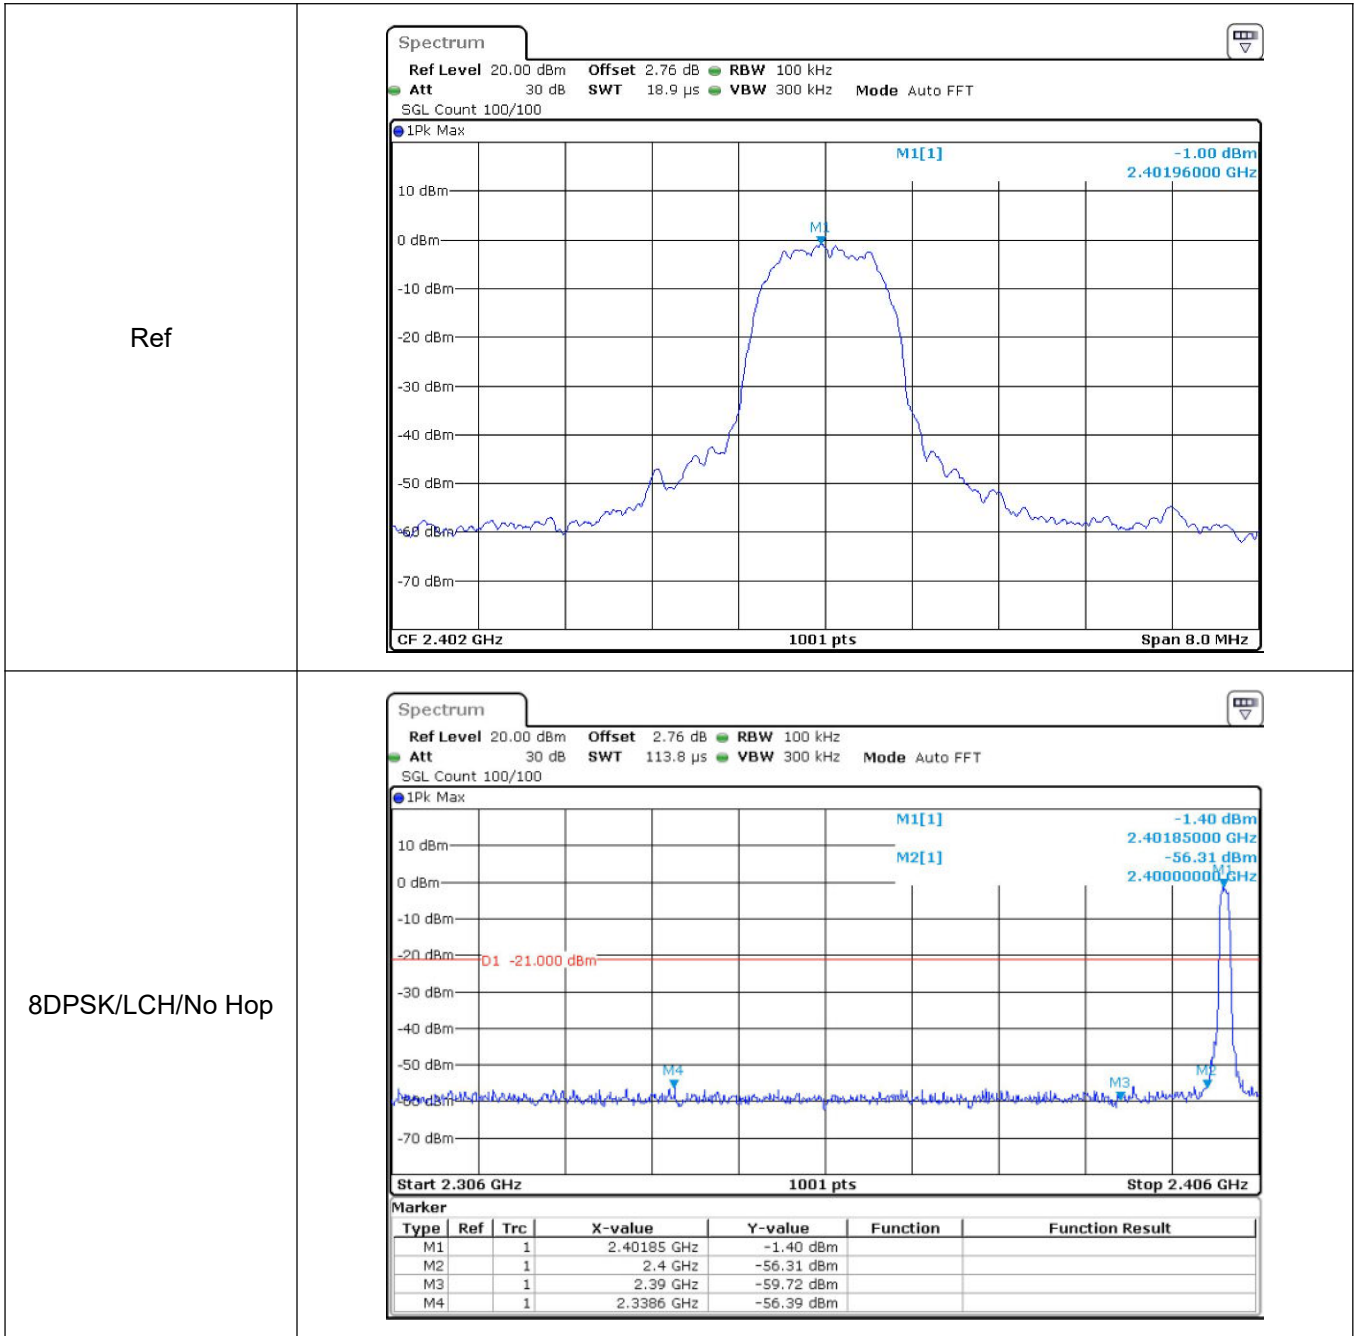 Ref
Spectrum
Ref Level 20.00 dBm Offset 2.76 dB RBW 100 kHz
Att 30 dB SWT 18.9 µs VBW 300 kHz Mode Auto FFT
SGL Count 100/100
1Pk Max
M1[1] -1.00 dBm
2.40196000 GHz
10 dBm
M1
0 dBm
-10 dBm
-20 dBm
-30 dBm
-40 dBm
-50 dBm
-60 dBm
-70 dBm
CF 2.402 GHz 1001 pts Span 8.0 MHz
8DPSK/LCH/No Hop
Spectrum
Ref Level 20.00 dBm Offset 2.76 dB RBW 100 kHz
Att 30 dB SWT 113.8 µs VBW 300 kHz Mode Auto FFT
SGL Count 100/100
1Pk Max
M1[1] -1.40 dBm
2.40185000 GHz
10 dBm
M2[1] -56.31 dBm
2.40000000 GHz
M1
0 dBm
-10 dBm
-20 dBm
D1 -21.000 dBm
-30 dBm
-40 dBm
-50 dBm
M4 M3 M2
-60 dBm
-70 dBm
Start 2.306 GHz 1001 pts Stop 2.406 GHz
Marker
Type Ref Trc X-value Y-value Function Function Result
M1 1 2.40185 GHz -1.40 dBm
M2 1 2.4 GHz -56.31 dBm
M3 1 2.39 GHz -59.72 dBm
M4 1 2.3386 GHz -56.39 dBm